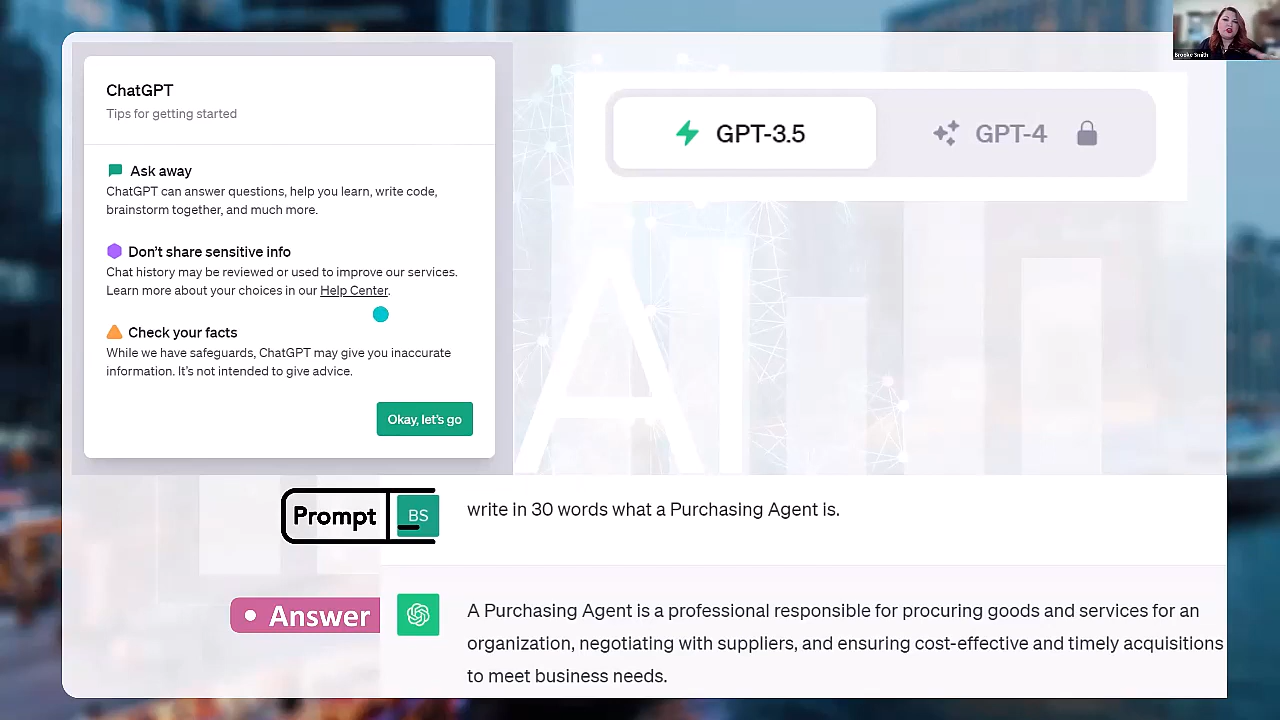 Brooke Smith
ChatGPT
Tips for getting started
Ask away
ChatGPT can answer questions, help you learn, write code,
brainstorm together, and much more.
Don't share sensitive info
Chat history may be reviewed or used to improve our services.
Learn more about your choices in our Help Center.
Check your facts
While we have safeguards, ChatGPT may give you inaccurate
information. It's not intended to give advice.
Okay, let's go
GPT-3.5
GPT-4
AI
Prompt
BS
write in 30 words what a Purchasing Agent is.
• Answer
A Purchasing Agent is a professional responsible for procuring goods and services for an
organization, negotiating with suppliers, and ensuring cost-effective and timely acquisitions
to meet business needs.